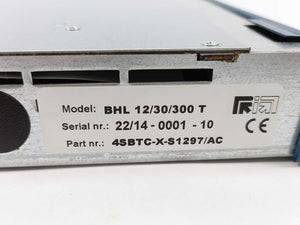 Model: BHL 12/30/300 T
Serial nr.: 22/14 - 0001 - 10
Part nr.: 4SBTC-X-S1297/AC
CE